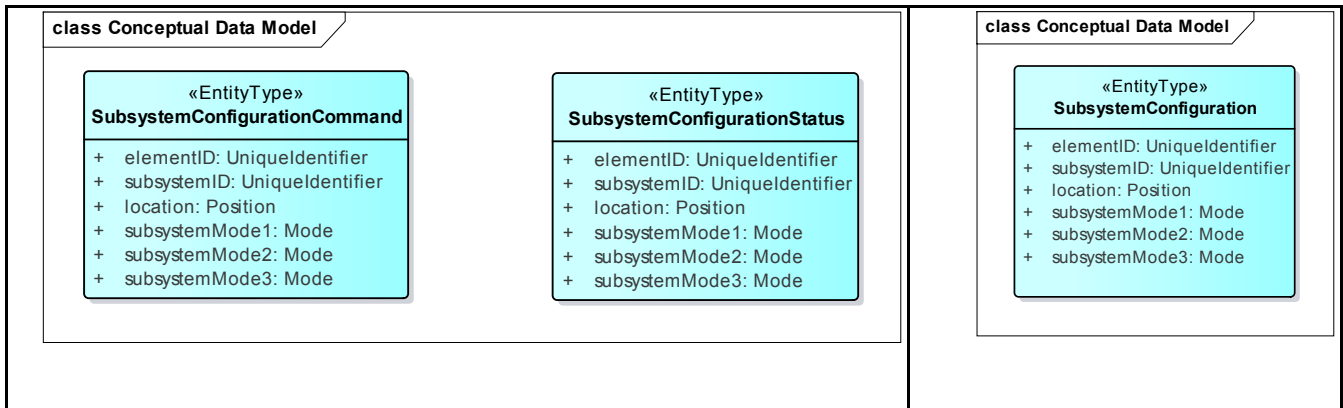 class Conceptual Data Model
«EntityType»
SubsystemConfigurationCommand
+ elementID: UniqueIdentifier
+ subsystemID: UniqueIdentifier
+ location: Position
+ subsystemMode1: Mode
+ subsystemMode2: Mode
+ subsystemMode3: Mode
«EntityType»
SubsystemConfigurationStatus
+ elementID: UniqueIdentifier
+ subsystemID: UniqueIdentifier
+ location: Position
+ subsystemMode1: Mode
+ subsystemMode2: Mode
+ subsystemMode3: Mode
class Conceptual Data Model
«EntityType»
SubsystemConfiguration
+ elementID: UniqueIdentifier
+ subsystemID: UniqueIdentifier
+ location: Position
+ subsystemMode1: Mode
+ subsystemMode2: Mode
+ subsystemMode3: Mode